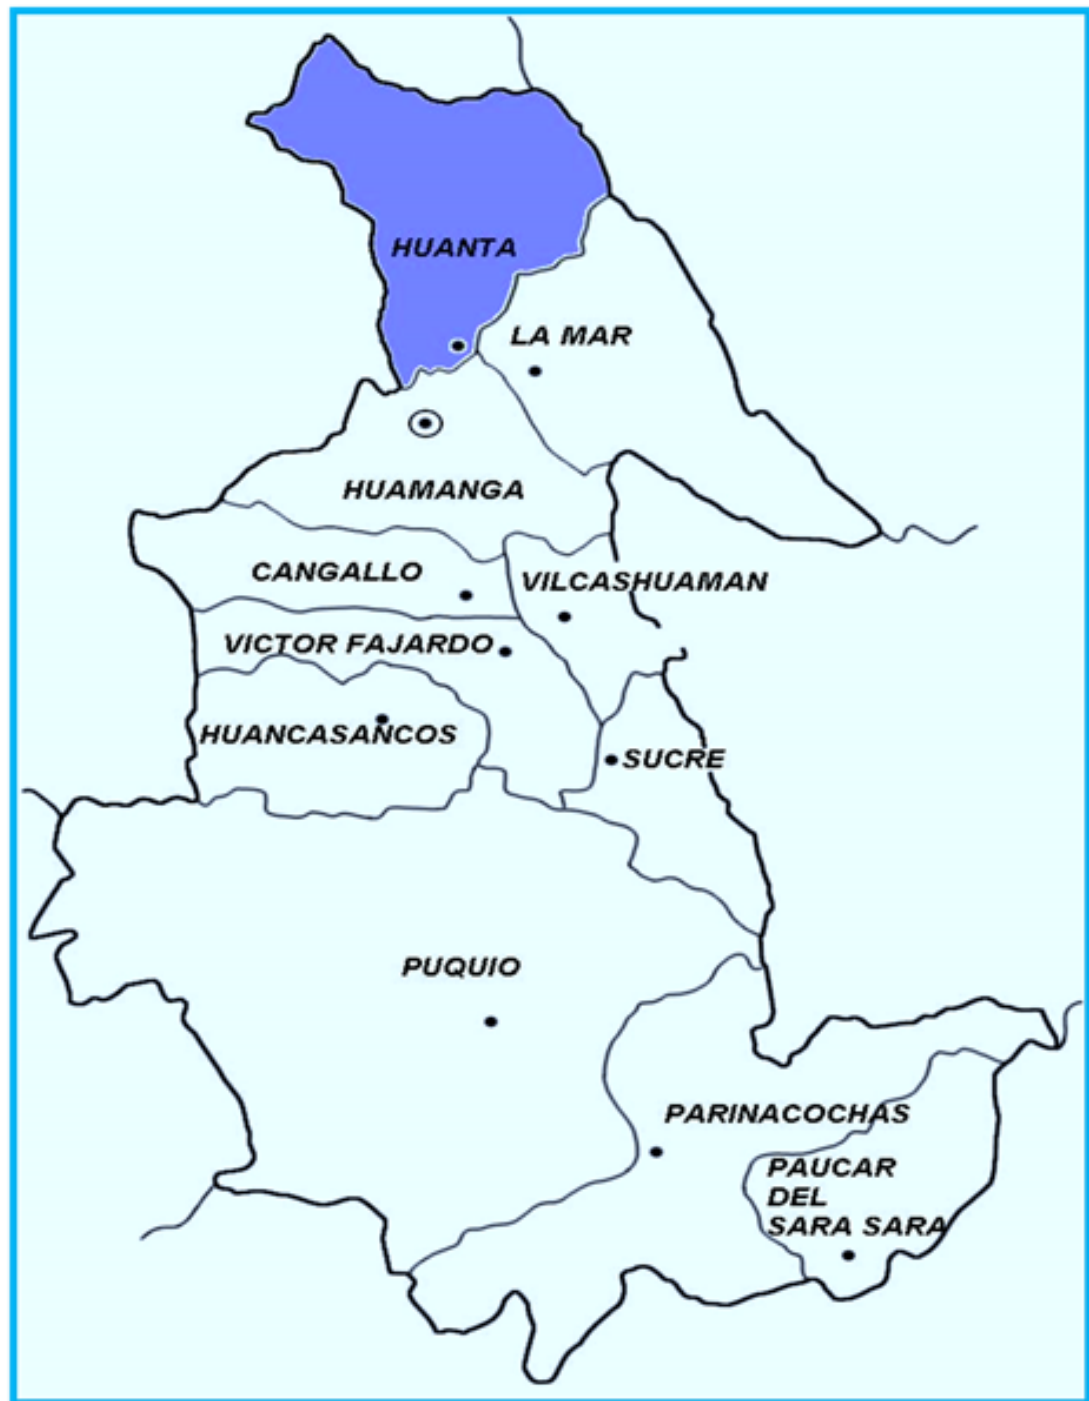 HUANTA
LA MAR
HUAMANGA
CANGALLO
VILCASHUAMAN
VICTOR FAJARDO
HUANCASANCOS
SUCRE
PUQUIO
PARINACOCHAS
PAUCAR
DEL
SARA SARA